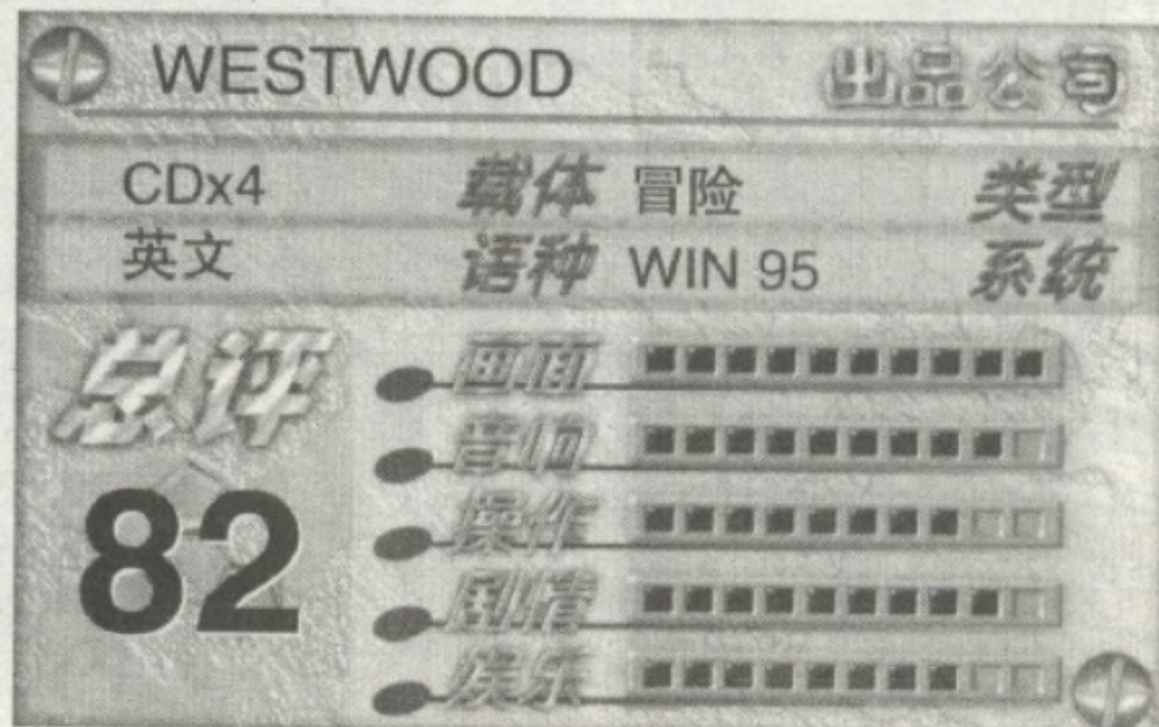 WESTWOOD 出品公司
CDx4 载体 冒险 类型
英文 语种 WIN 95 系统
总评
82
画面
音响
操作
剧情
娱乐